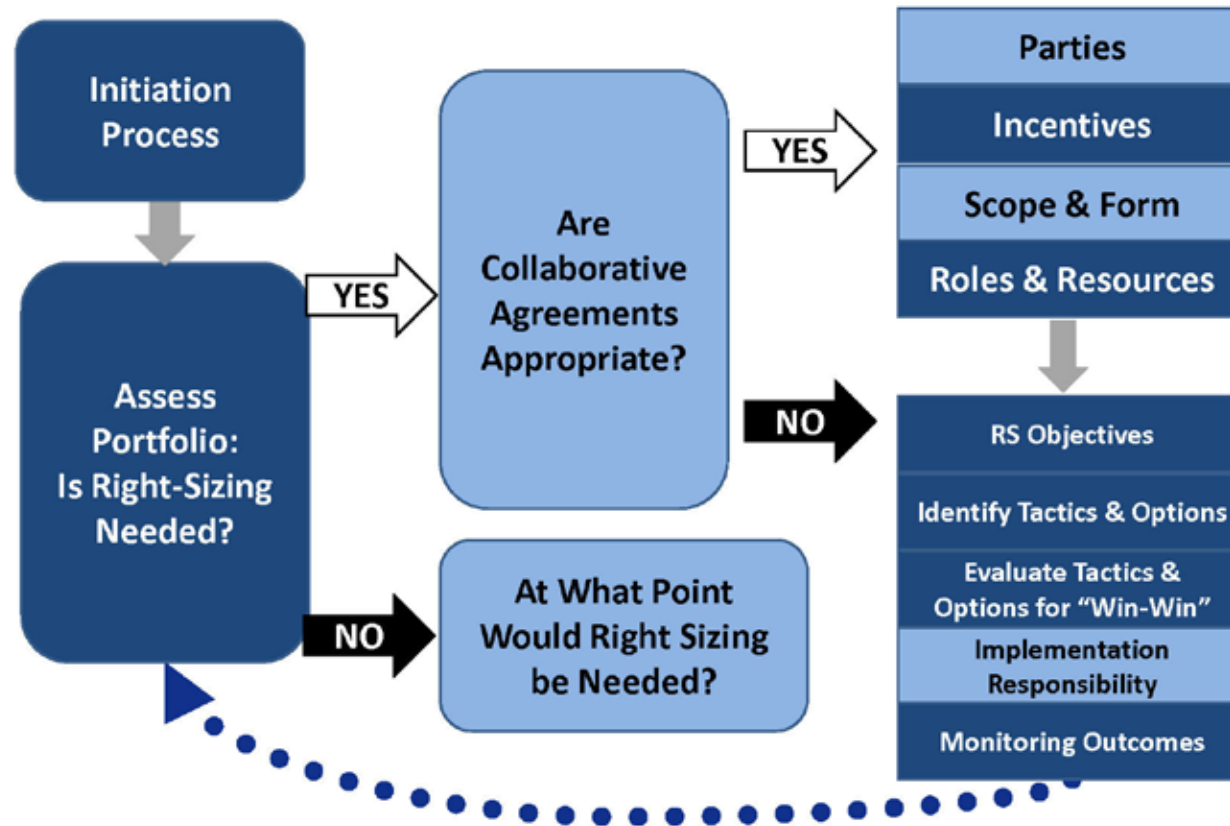 Initiation
Process
Assess
Portfolio:
Is Right-Sizing
Needed?
YES
NO
Are
Collaborative
Agreements
Appropriate?
At What Point
Would Right Sizing
be Needed?
YES
NO
Parties
Incentives
Scope & Form
Roles & Resources
RS Objectives
Identify Tactics & Options
Evaluate Tactics &
Options for “Win-Win”
Implementation
Responsibility
Monitoring Outcomes